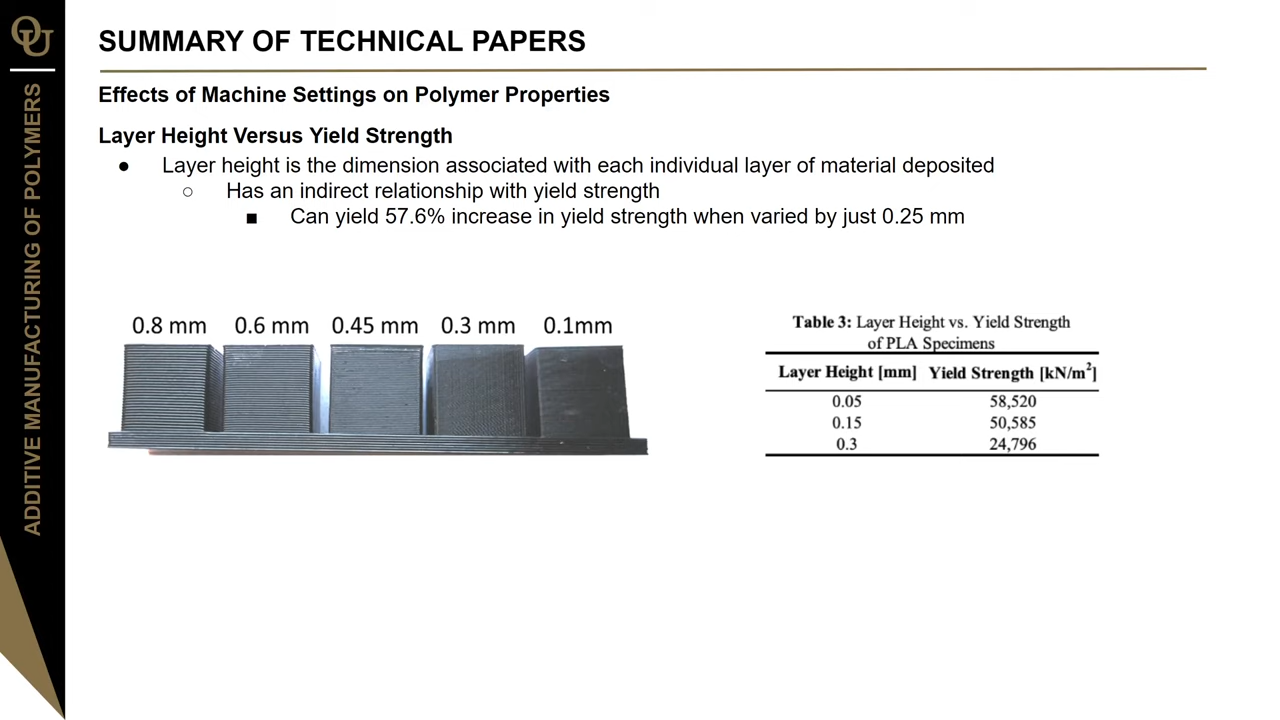 OU
ADDITIVE MANUFACTURING OF POLYMERS
SUMMARY OF TECHNICAL PAPERS
Effects of Machine Settings on Polymer Properties
Layer Height Versus Yield Strength
● Layer height is the dimension associated with each individual layer of material deposited
○ Has an indirect relationship with yield strength
■ Can yield 57.6% increase in yield strength when varied by just 0.25 mm
0.8 mm 0.6 mm 0.45 mm 0.3 mm 0.1mm
Table 3: Layer Height vs. Yield Strength
of PLA Specimens
Layer Height [mm] Yield Strength [kN/m²]
0.05 58,520
0.15 50,585
0.3 24,796